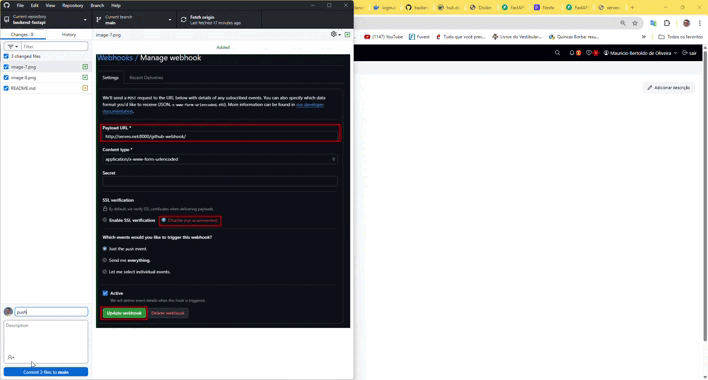 File Edit View Repository Branch Help
Current repository
backend-fastapi
Current branch
main
Fetch origin
Last fetched 17 minutes ago
Changes 3
History
image-7.png
Filter
3 changed files
image-7.png
image-8.png
README.md
Added
Webhooks / Manage webhook
Settings
Recent Deliveries
We'll send a POST request to the URL below with details of any subscribed events. You can also specify which data
format you'd like to receive (JSON, x-www-form-urlencoded, etc). More information can be found in our developer
documentation.
Payload URL *
Content type *
application/x-www-form-urlencoded
Secret
SSL verification
By default, we verify SSL certificates when delivering payloads.
Enable SSL verification
Disable (not recommended)
Which events would you like to trigger this webhook?
Just the push event.
Send me everything.
Let me select individual events.
Active
We will deliver event details when this hook is triggered.
Update webhook
Delete webhook
push
Description
Commit 2 files to main
(1147) YouTube
Fuvest
Tudo que você prec...
Livros do Vestibular...
Quincas Borba: resu...
Todos os favoritos
Mauricio Bertoldo de Oliveira
sair
Adicionar descrição